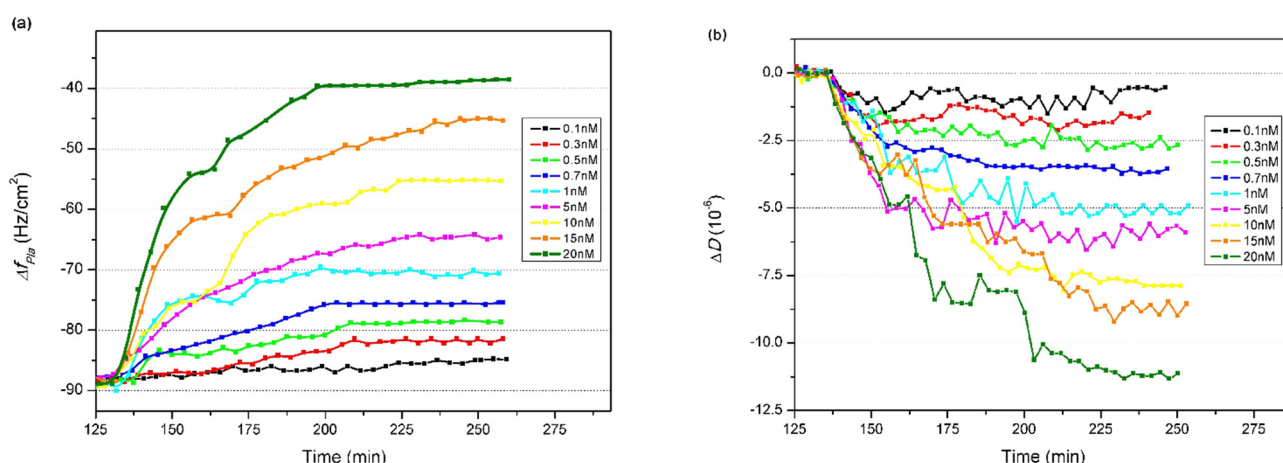 (a)
Δf_Pla (Hz/cm²)
-40
-50
-60
-70
-80
-90
0.1nM
0.3nM
0.5nM
0.7nM
1nM
5nM
10nM
15nM
20nM
125 150 175 200 225 250 275
Time (min)
(b)
ΔD (10⁻⁶)
0.0
-2.5
-5.0
-7.5
-10.0
-12.5
0.1nM
0.3nM
0.5nM
0.7nM
1nM
5nM
10nM
15nM
20nM
125 150 175 200 225 250 275
Time (min)